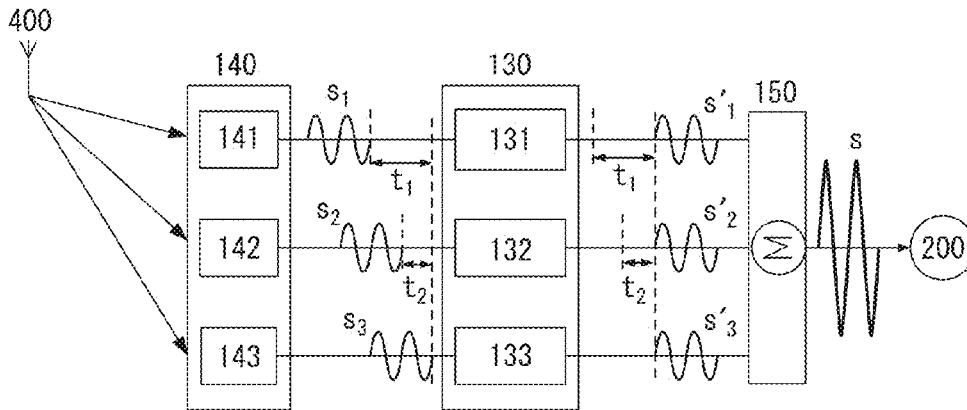 400
140
130
150
141
s₁
t₁
131
t₁
s'₁
s
142
s₂
t₂
132
t₂
s'₂
Σ
200
143
s₃
133
s'₃